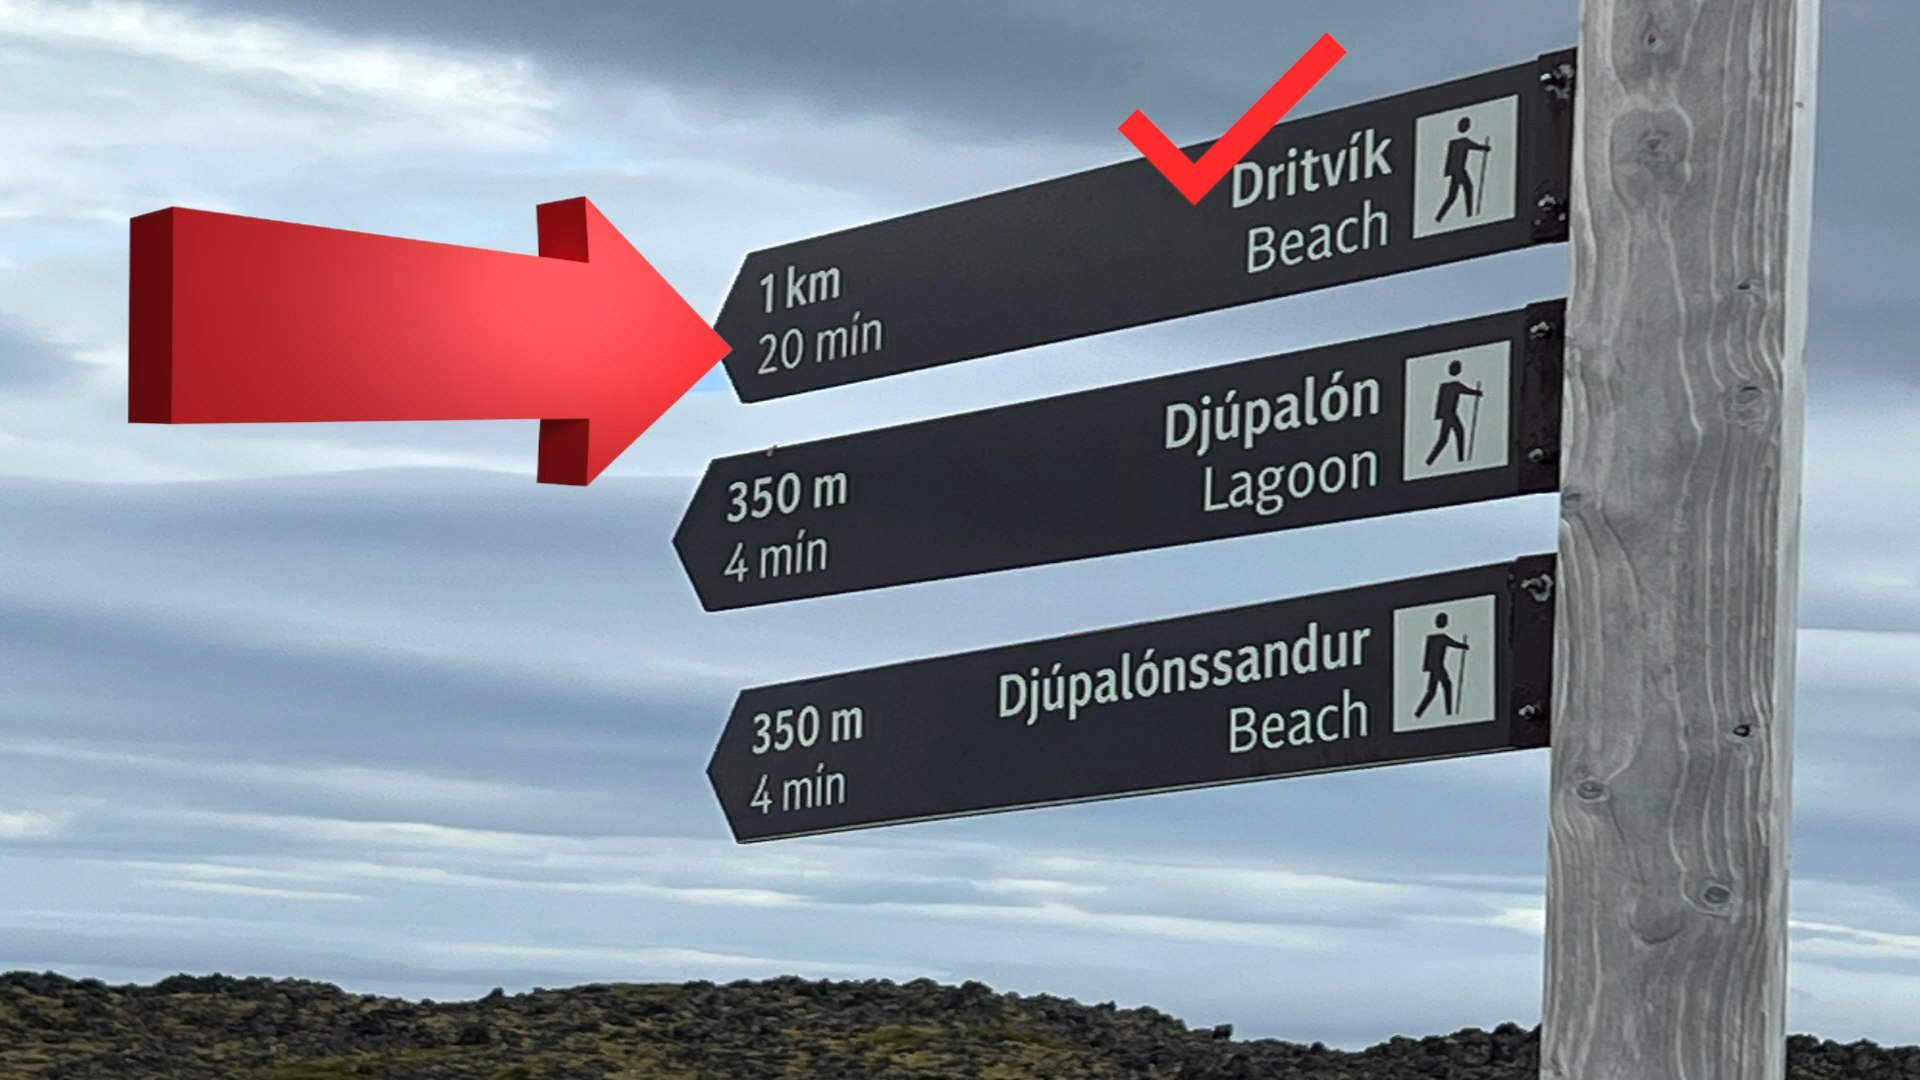 Dritvík
Beach
1 km
20 mín
Djúpalón
Lagoon
350 m
4 mín
Djúpalónssandur
Beach
350 m
4 mín